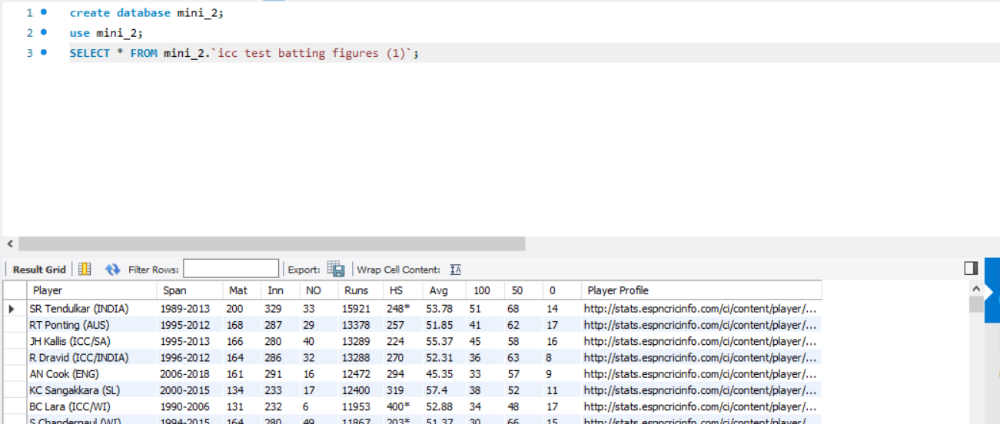 1 create database mini_2;
2 use mini_2;
3 SELECT * FROM mini_2.`icc test batting figures (1)`;
Result Grid Filter Rows: Export: Wrap Cell Content:
Player Span Mat Inn NO Runs HS Avg 100 50 0 Player Profile
SR Tendulkar (INDIA) 1989-2013 200 329 33 15921 248* 53.78 51 68 14 http://stats.espncricinfo.com/ci/content/player/...
RT Ponting (AUS) 1995-2012 168 287 29 13378 257 51.85 41 62 17 http://stats.espncricinfo.com/ci/content/player/...
JH Kallis (ICC/SA) 1995-2013 166 280 40 13289 224 55.37 45 58 16 http://stats.espncricinfo.com/ci/content/player/...
R Dravid (ICC/INDIA) 1996-2012 164 286 32 13288 270 52.31 36 63 8 http://stats.espncricinfo.com/ci/content/player/...
AN Cook (ENG) 2006-2018 161 291 16 12472 294 45.35 33 57 9 http://stats.espncricinfo.com/ci/content/player/...
KC Sangakkara (SL) 2000-2015 134 233 17 12400 319 57.4 38 52 11 http://stats.espncricinfo.com/ci/content/player/...
BC Lara (ICC/WI) 1990-2006 131 232 6 11953 400* 52.88 34 48 17 http://stats.espncricinfo.com/ci/content/player/...
S Chanderpaul (WI) 1994-2015 164 280 49 11867 203* 51.37 30 66 15 http://stats.espncricinfo.com/ci/content/player/...